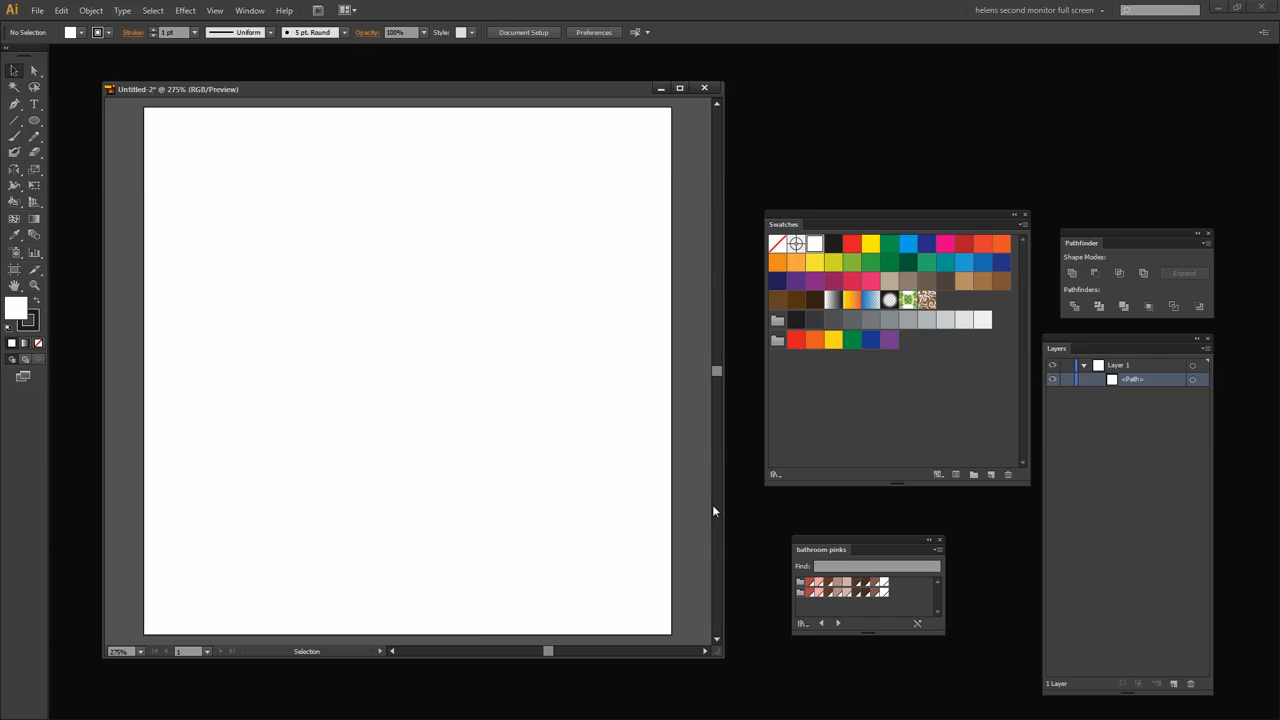 Ai File Edit Object Type Select Effect View Window Help Br helens second monitor full screen
No Selection Stroke: 1 pt Uniform 5 pt. Round Opacity: 100% Style: Document Setup Preferences
Untitled-2* @ 275% (RGB/Preview)
Swatches
Pathfinder
Shape Modes:
Expand
Pathfinders:
Layers
Layer 1
<Path>
bathroom pinks
Find:
275% 1 Selection
1 Layer